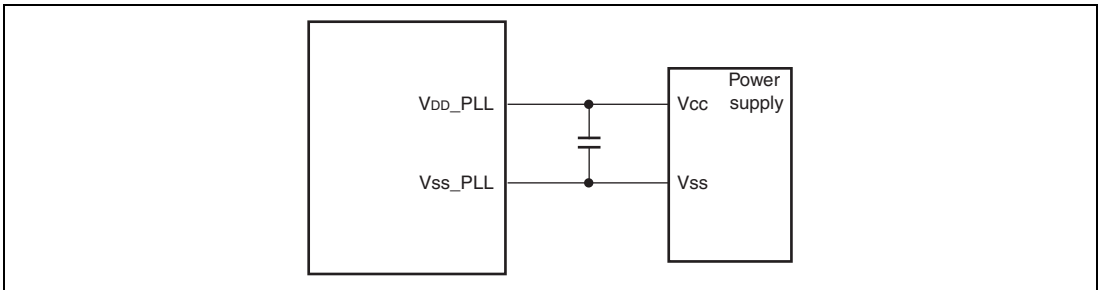 Power
VDD_PLL
Vcc
supply
Vss_PLL
Vss